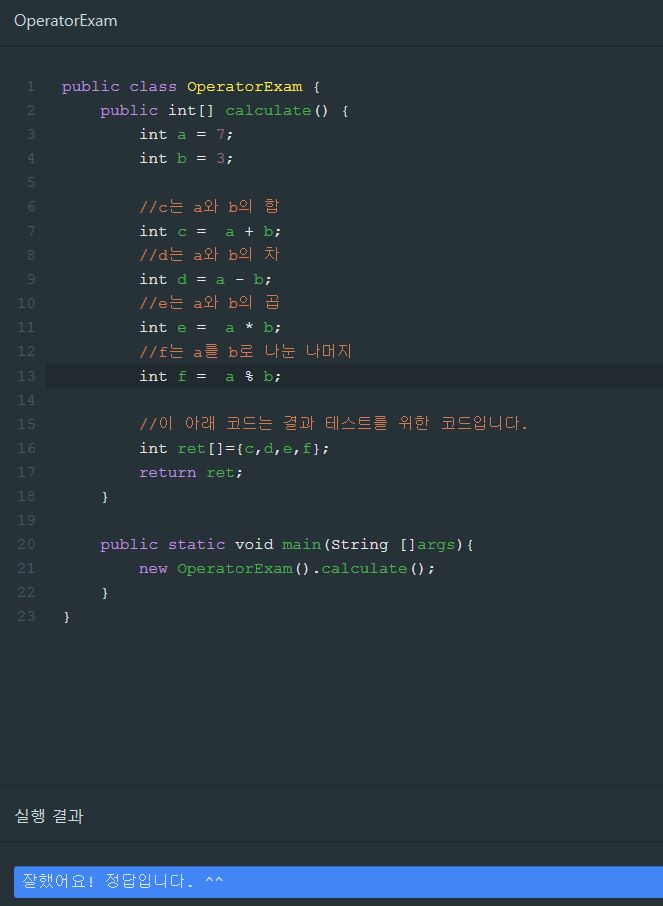 OperatorExam
1 public class OperatorExam {
2 public int[] calculate() {
3 int a = 7;
4 int b = 3;
5
6 //c는 a와 b의 합
7 int c =  a + b;
8 //d는 a와 b의 차
9 int d = a - b;
10 //e는 a와 b의 곱
11 int e =  a * b;
12 //f는 a를 b로 나눈 나머지
13 int f =  a % b;
14
15 //이 아래 코드는 결과 테스트를 위한 코드입니다.
16 int ret[]={c,d,e,f};
17 return ret;
18 }
19
20 public static void main(String []args){
21 new OperatorExam().calculate();
22 }
23 }
실행 결과
잘했어요! 정답입니다. ^^